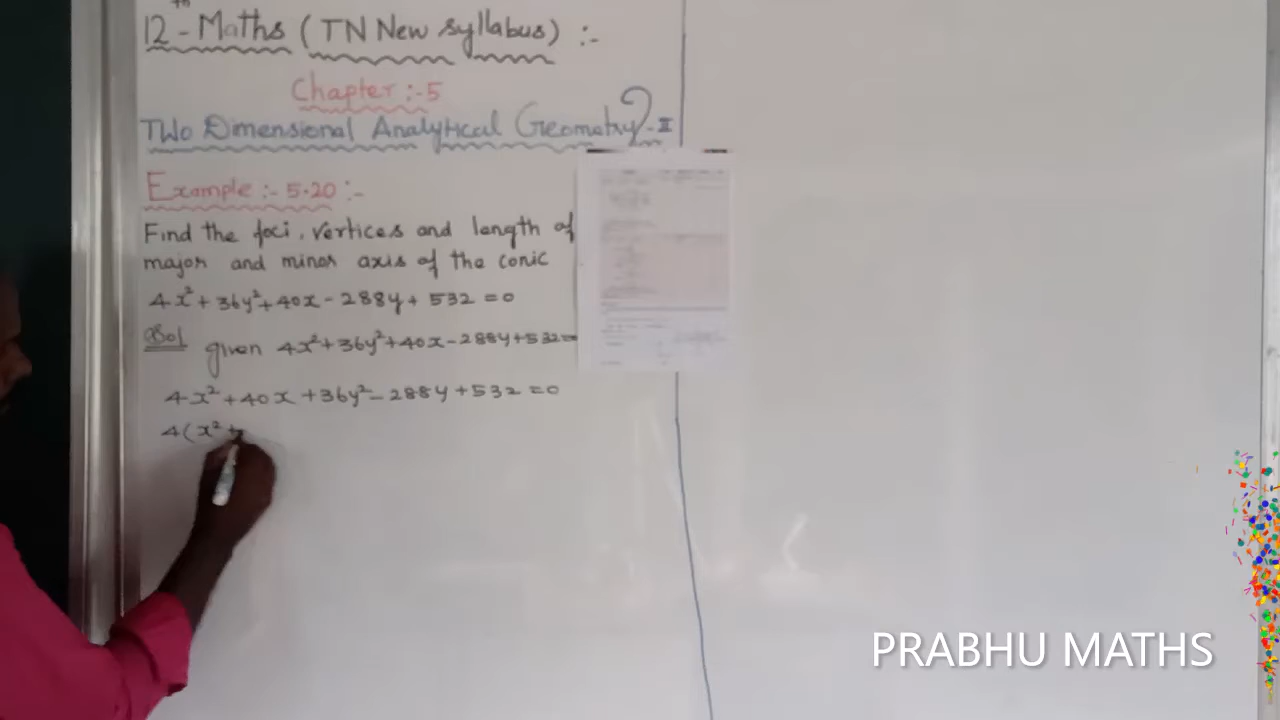 12th - Maths (TN New syllabus) :-
Chapter :- 5
Two Dimensional Analytical Geometry - II
Example :- 5.20 :-
Find the foci, vertices and length of
major and minor axis of the conic
4x² + 36y² + 40x - 288y + 532 = 0
Sol
given 4x² + 36y² + 40x - 288y + 532 =
4x² + 40x + 36y² - 288y + 532 = 0
4(x² +
PRABHU MATHS